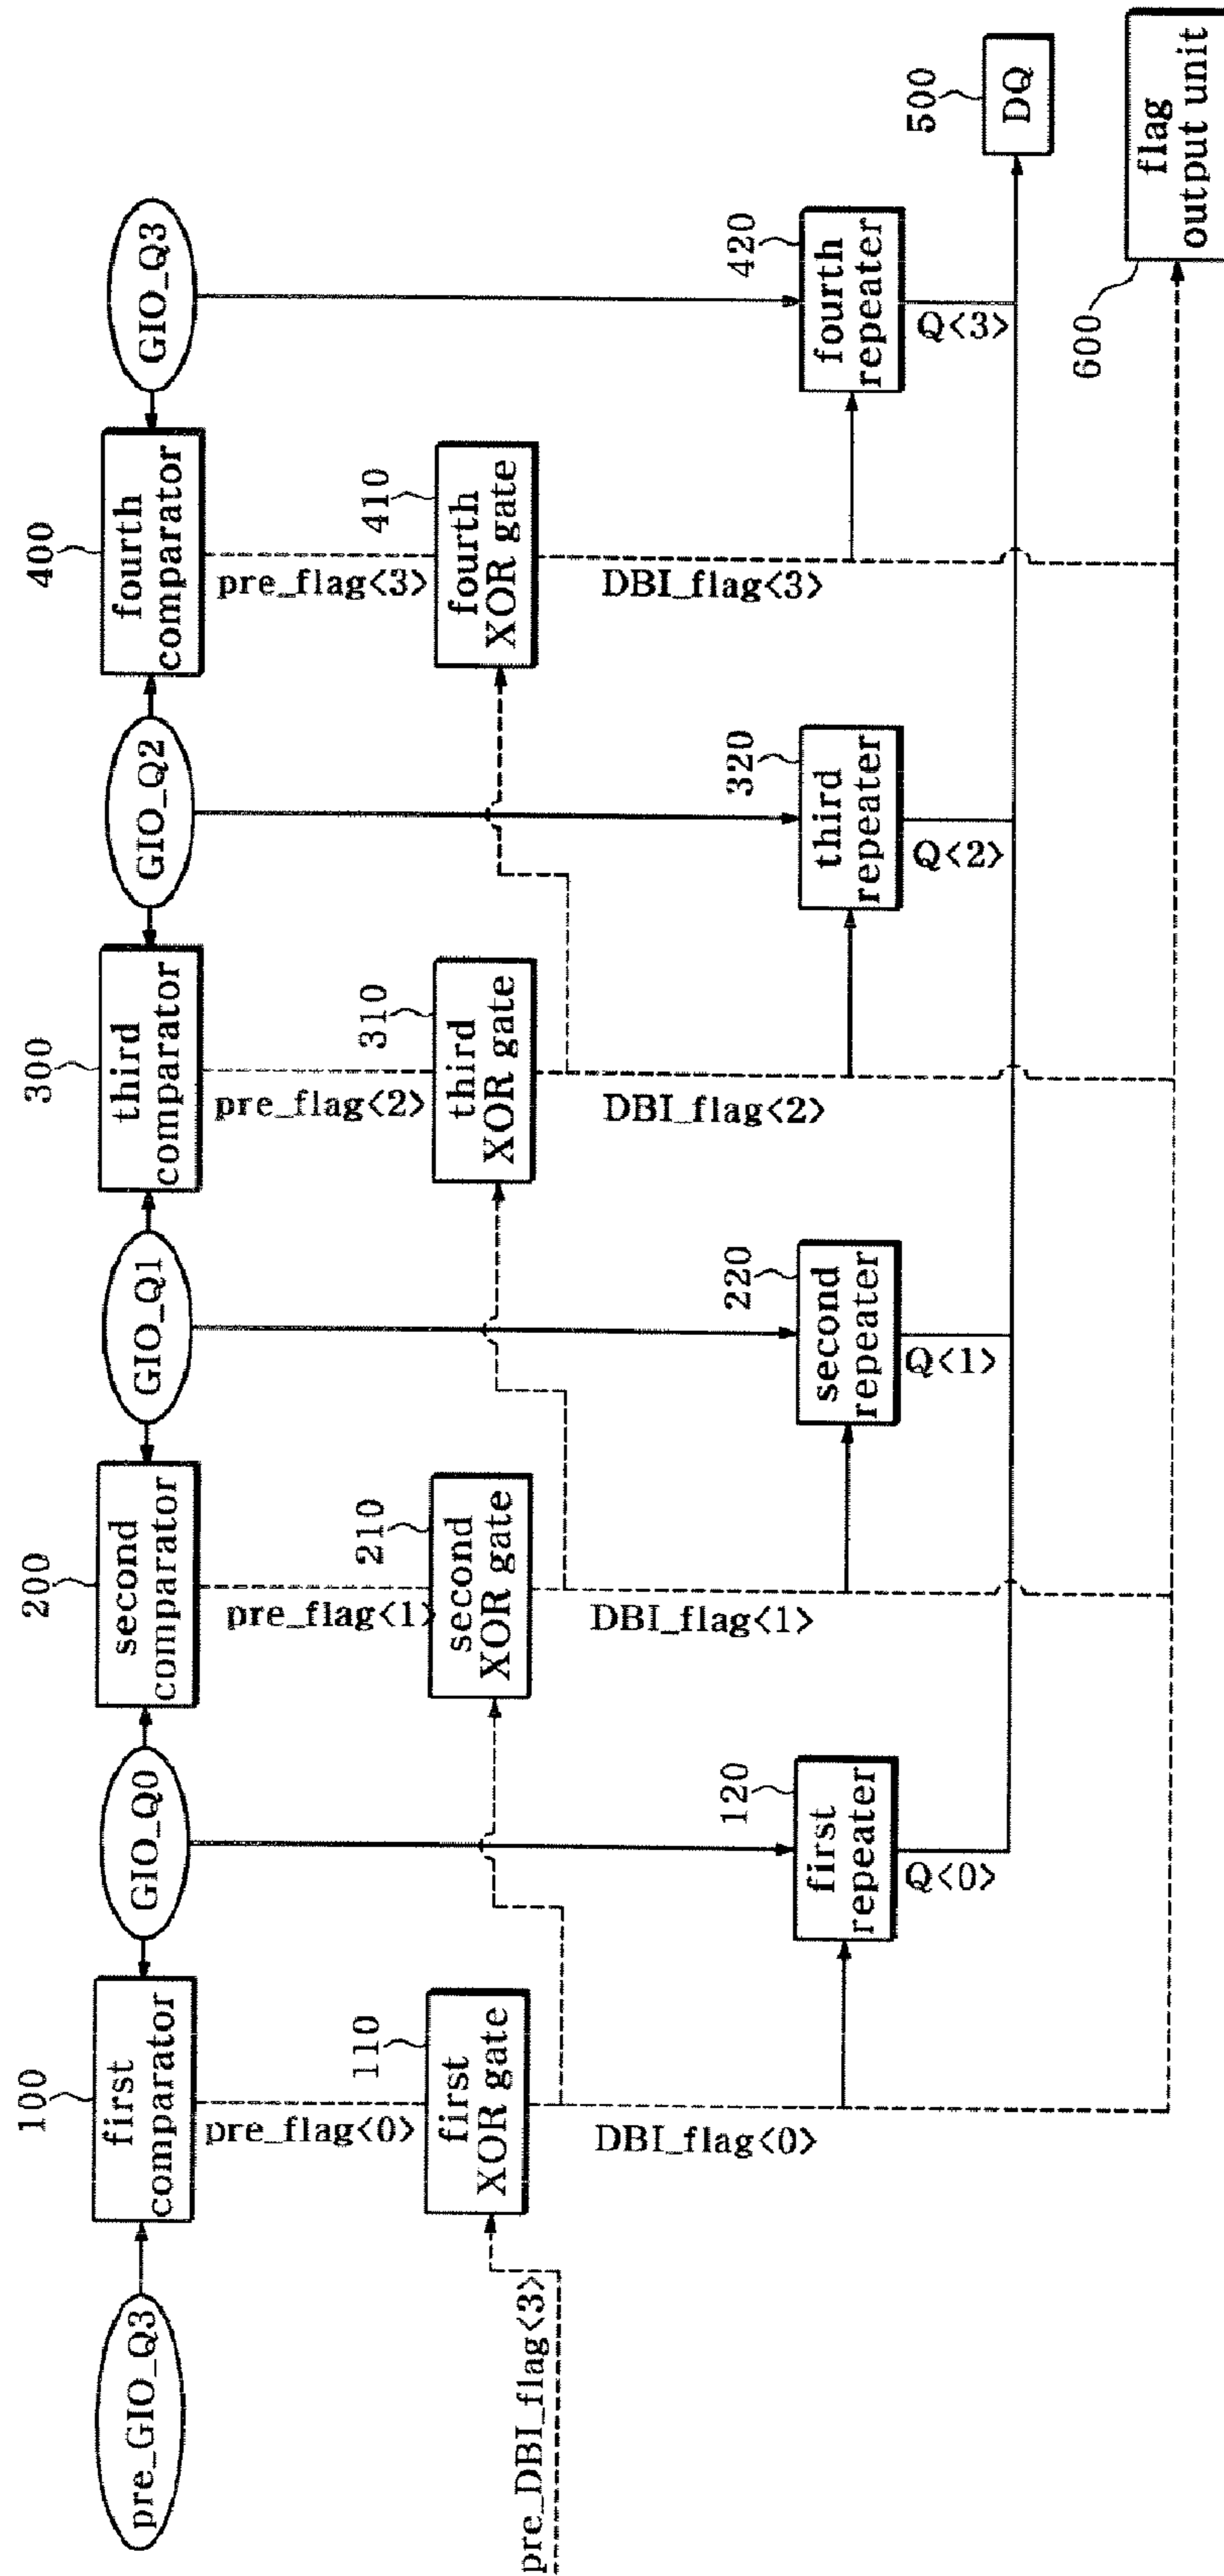 100
200
300
400
pre_GIO_Q3
first
comparator
GIO_Q0
second
comparator
GIO_Q1
third
comparator
GIO_Q2
fourth
comparator
GIO_Q3
pre_flag<0>
pre_flag<1>
pre_flag<2>
pre_flag<3>
110
210
310
410
first
XOR gate
second
XOR gate
third
XOR gate
fourth
XOR gate
pre_DBI_flag<3>
DBI_flag<0>
DBI_flag<1>
DBI_flag<2>
DBI_flag<3>
120
220
320
420
first
repeater
second
repeater
third
repeater
fourth
repeater
Q<0>
Q<1>
Q<2>
Q<3>
500
DQ
600
flag
output unit